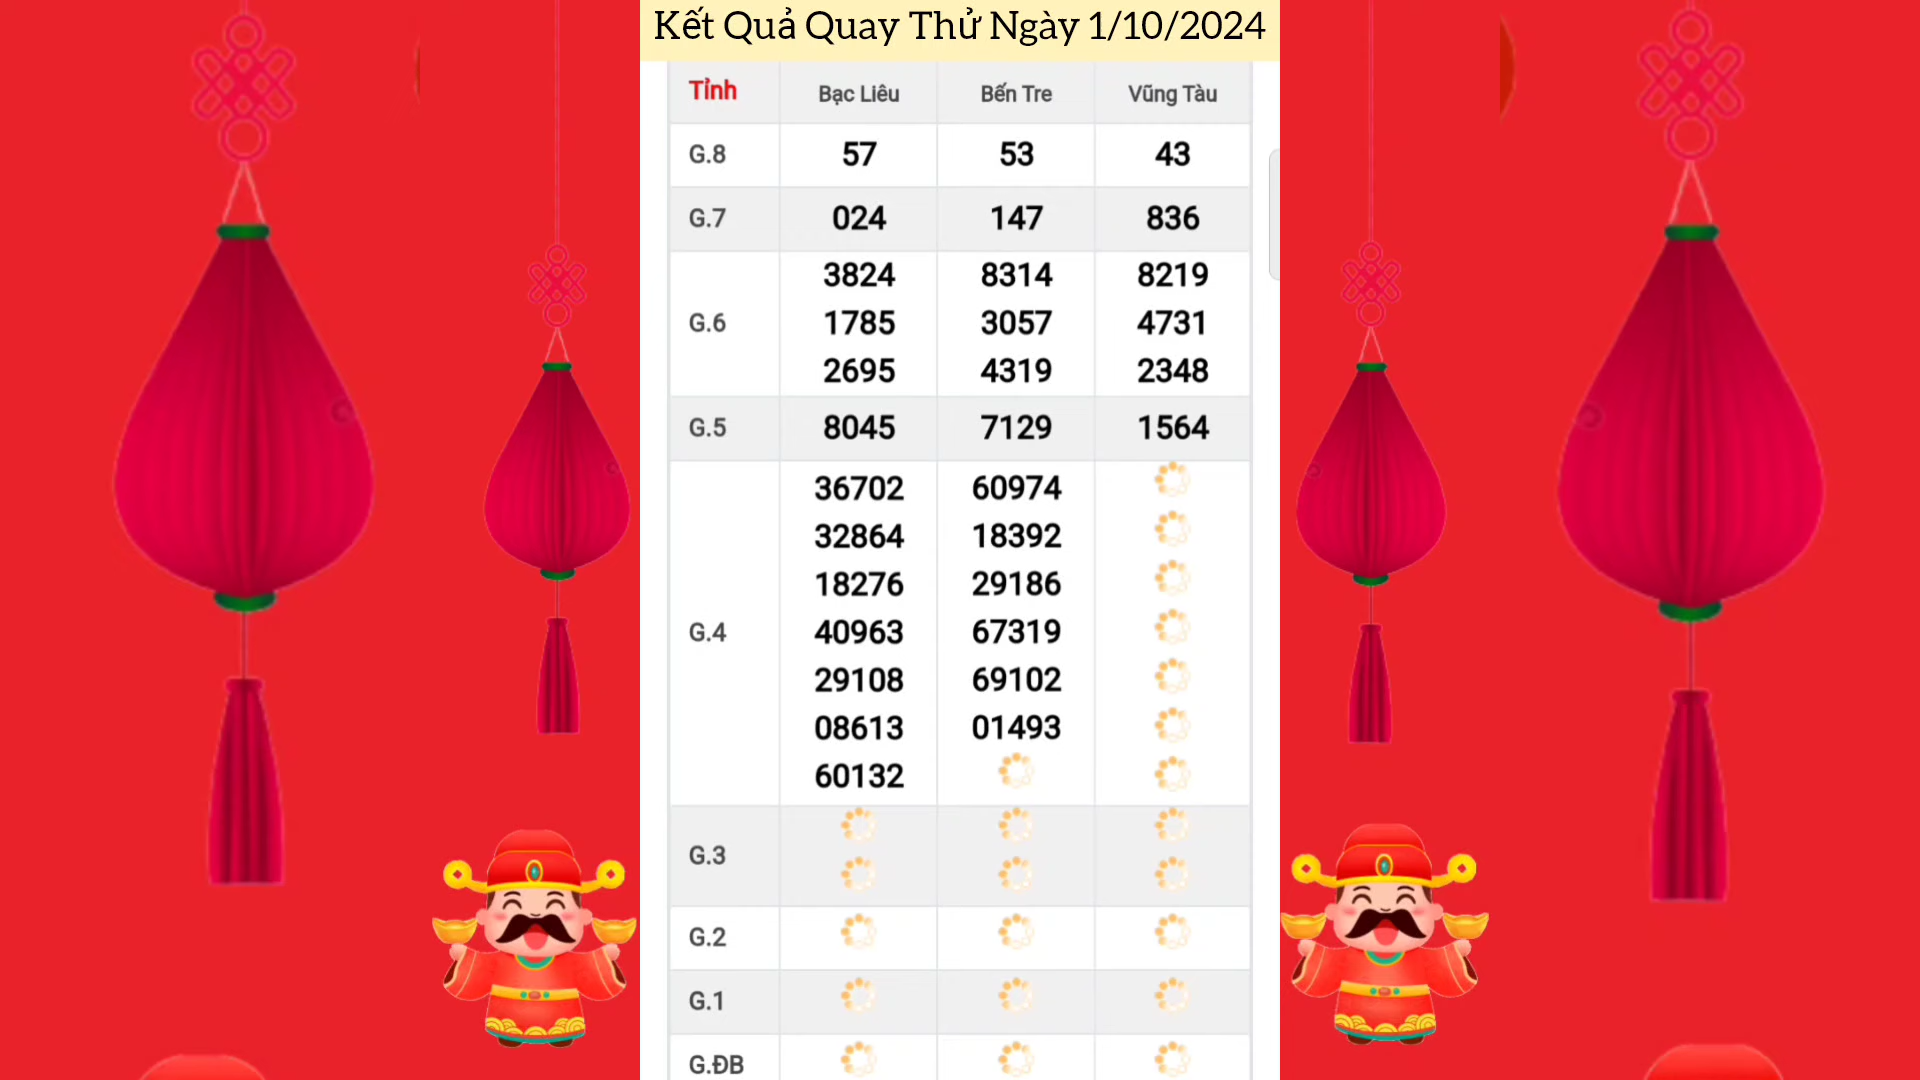 Kết Quả Quay Thử Ngày 1/10/2024
Tỉnh Bạc Liêu Bến Tre Vũng Tàu
G.8 57 53 43
G.7 024 147 836
G.6
3824 8314 8219
1785 3057 4731
2695 4319 2348
G.5 8045 7129 1564
G.4
36702 60974
32864 18392
18276 29186
40963 67319
29108 69102
08613 01493
60132
G.3
G.2
G.1
G.ĐB